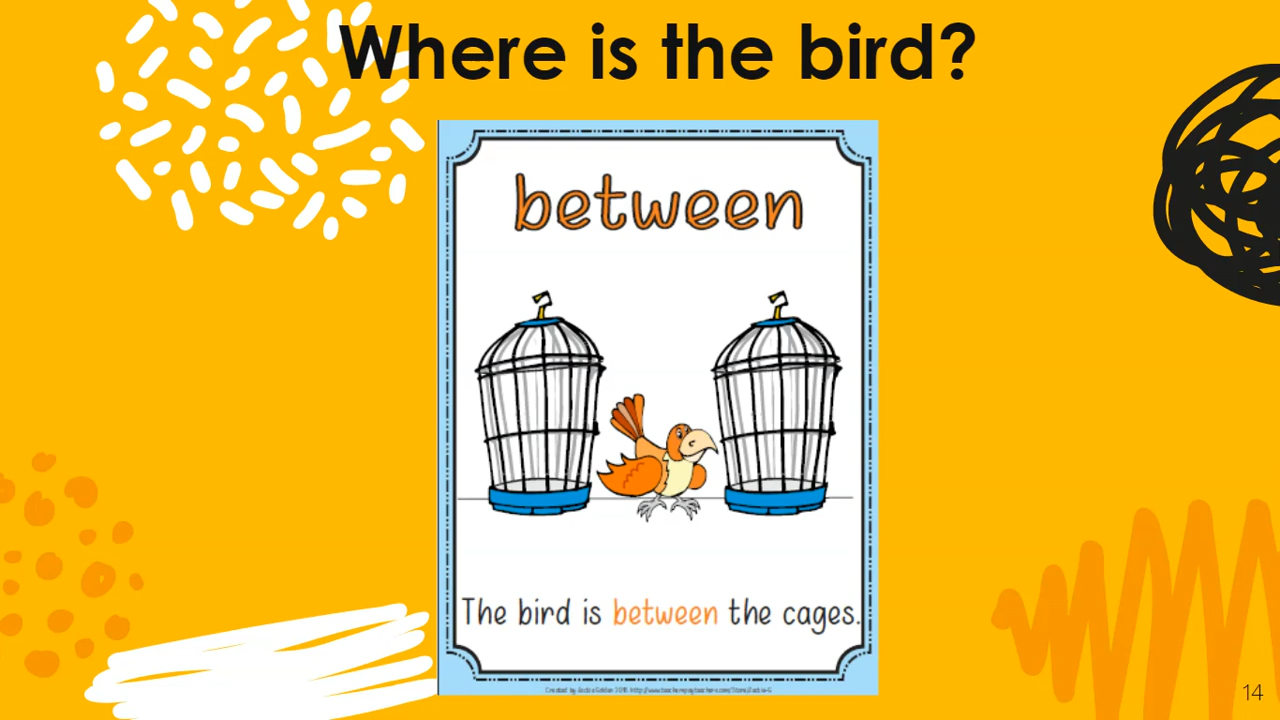 Where is the bird?
between
The bird is between the cages.
14